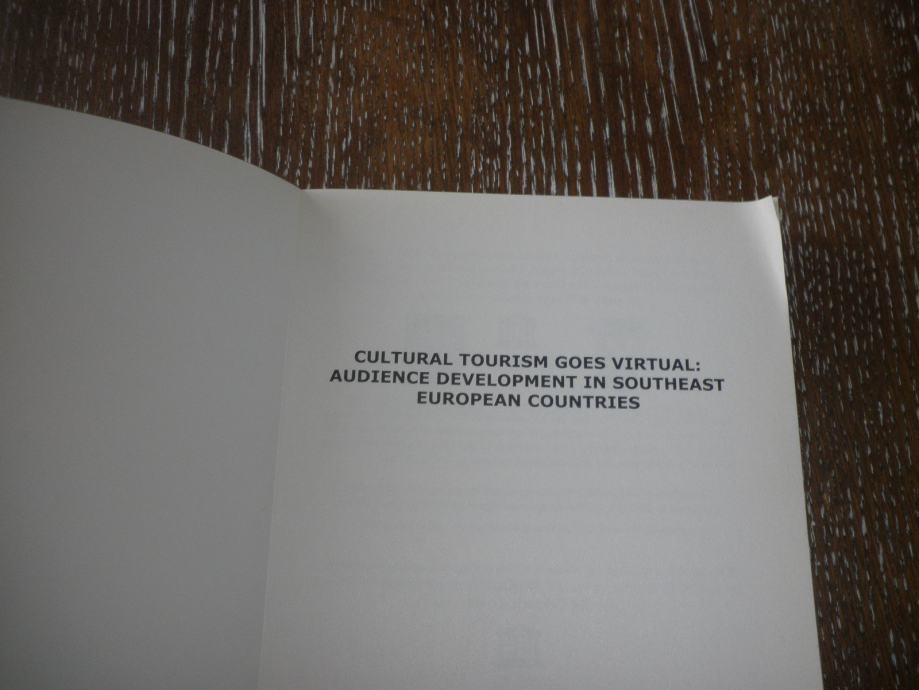 CULTURAL TOURISM GOES VIRTUAL:
AUDIENCE DEVELOPMENT IN SOUTHEAST
EUROPEAN COUNTRIES